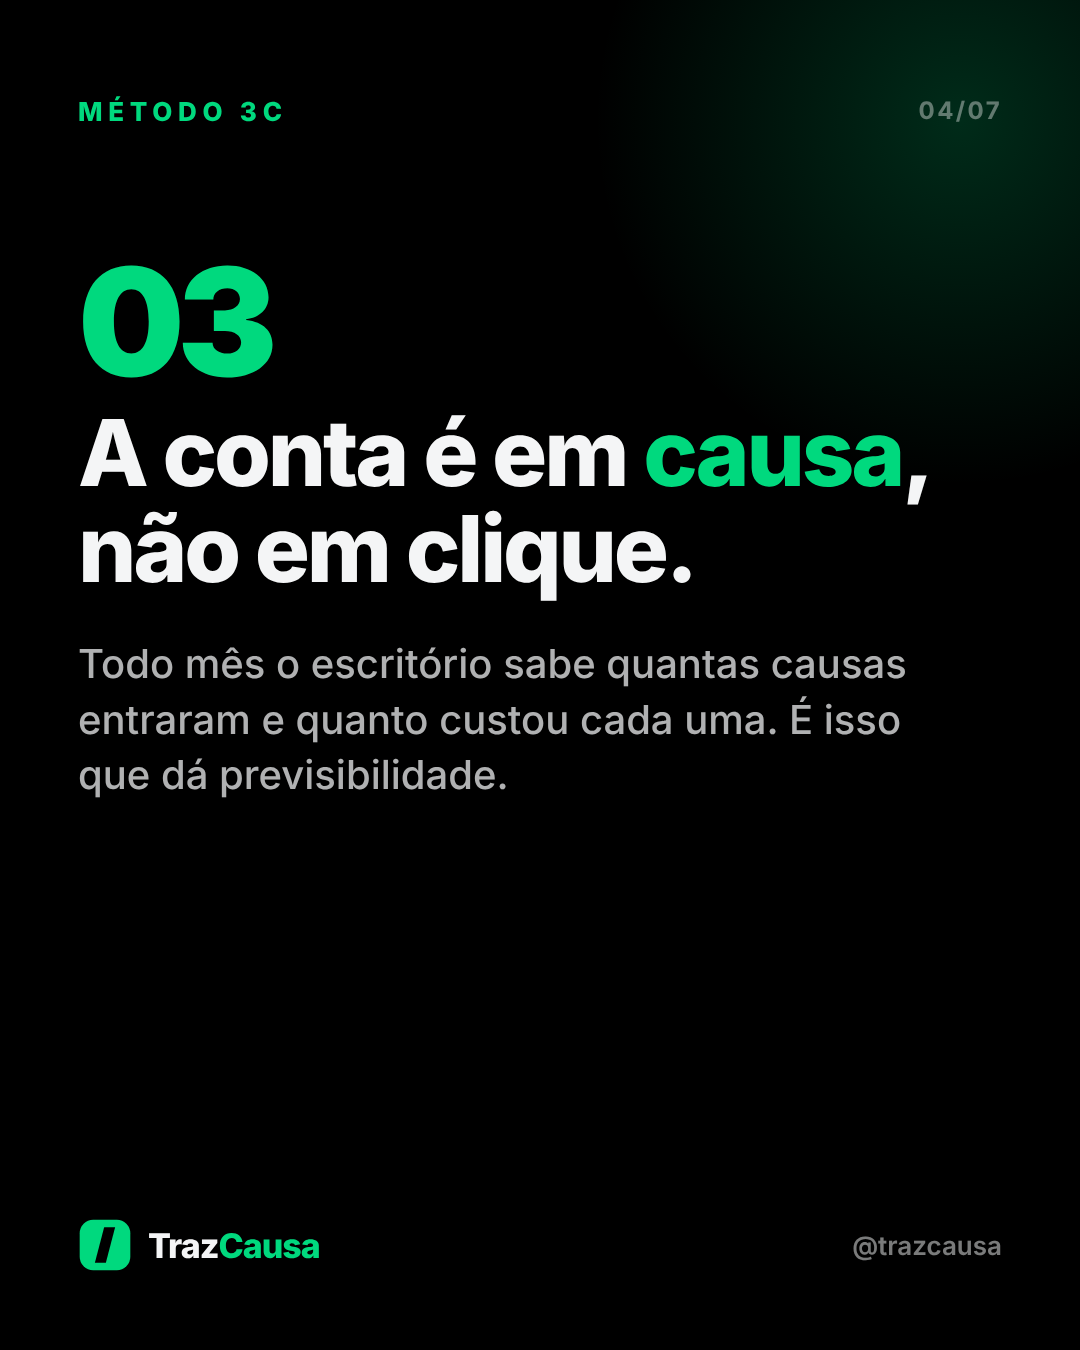 MÉTODO 3C
04/07
03
A conta é em causa,
não em clique.
Todo mês o escritório sabe quantas causas
entraram e quanto custou cada uma. É isso
que dá previsibilidade.
TrazCausa
@trazcausa